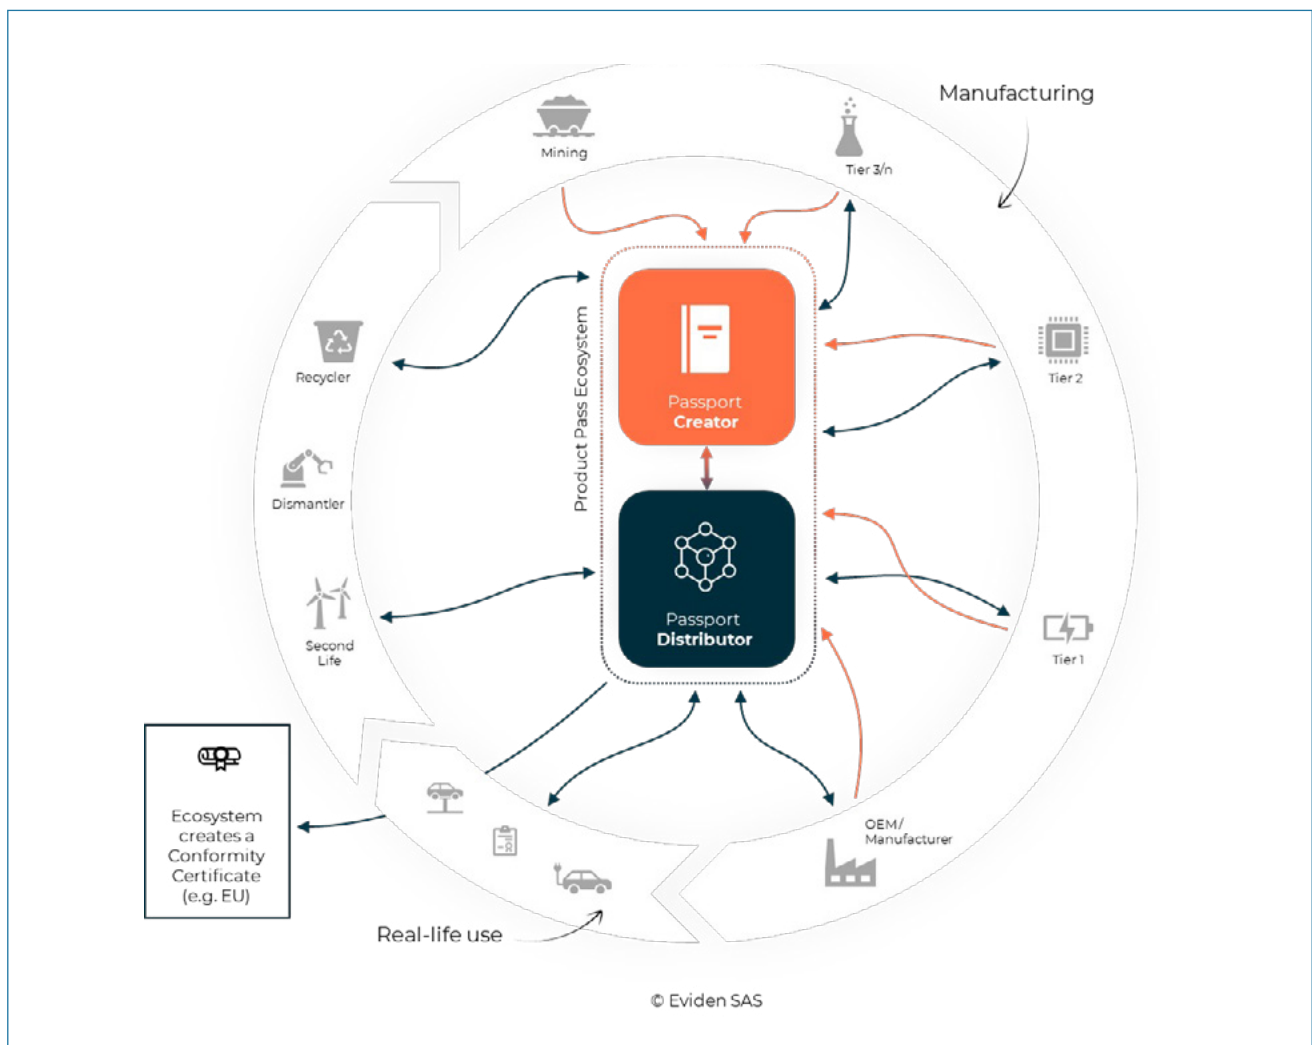 Manufacturing
Mining
Tier 3/n
Recycler
Dismantler
Second
Life
Product Pass Ecosystem
Passport
Creator
Passport
Distributor
Tier 2
Tier 1
OEM/
Manufacturer
Ecosystem
creates a
Conformity
Certificate
(e.g. EU)
Real-life use
© Eviden SAS